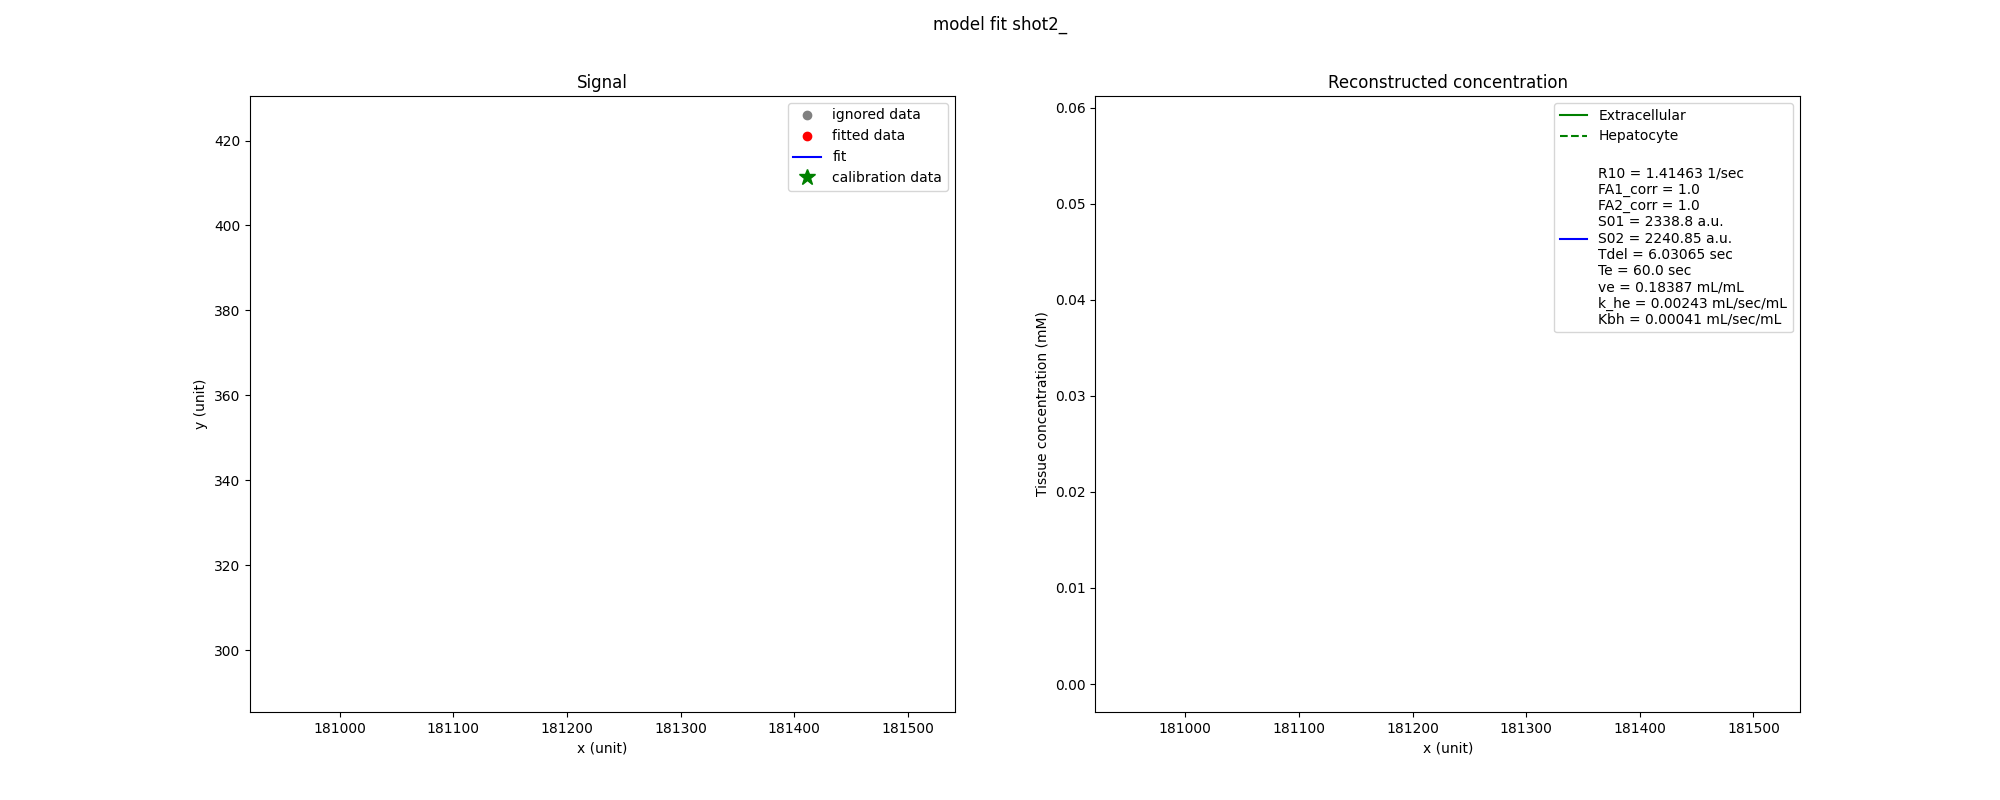 model fit shot2_
Signal
420
400
380
360
340
320
300
y (unit)
181000 181100 181200 181300 181400 181500
x (unit)
ignored data
fitted data
fit
calibration data
Reconstructed concentration
0.06
0.05
0.04
0.03
0.02
0.01
0.00
Tissue concentration (mM)
181000 181100 181200 181300 181400 181500
x (unit)
Extracellular
Hepatocyte
R10 = 1.41463 1/sec
FA1_corr = 1.0
FA2_corr = 1.0
S01 = 2338.8 a.u.
S02 = 2240.85 a.u.
Tdel = 6.03065 sec
Te = 60.0 sec
ve = 0.18387 mL/mL
k_he = 0.00243 mL/sec/mL
Kbh = 0.00041 mL/sec/mL